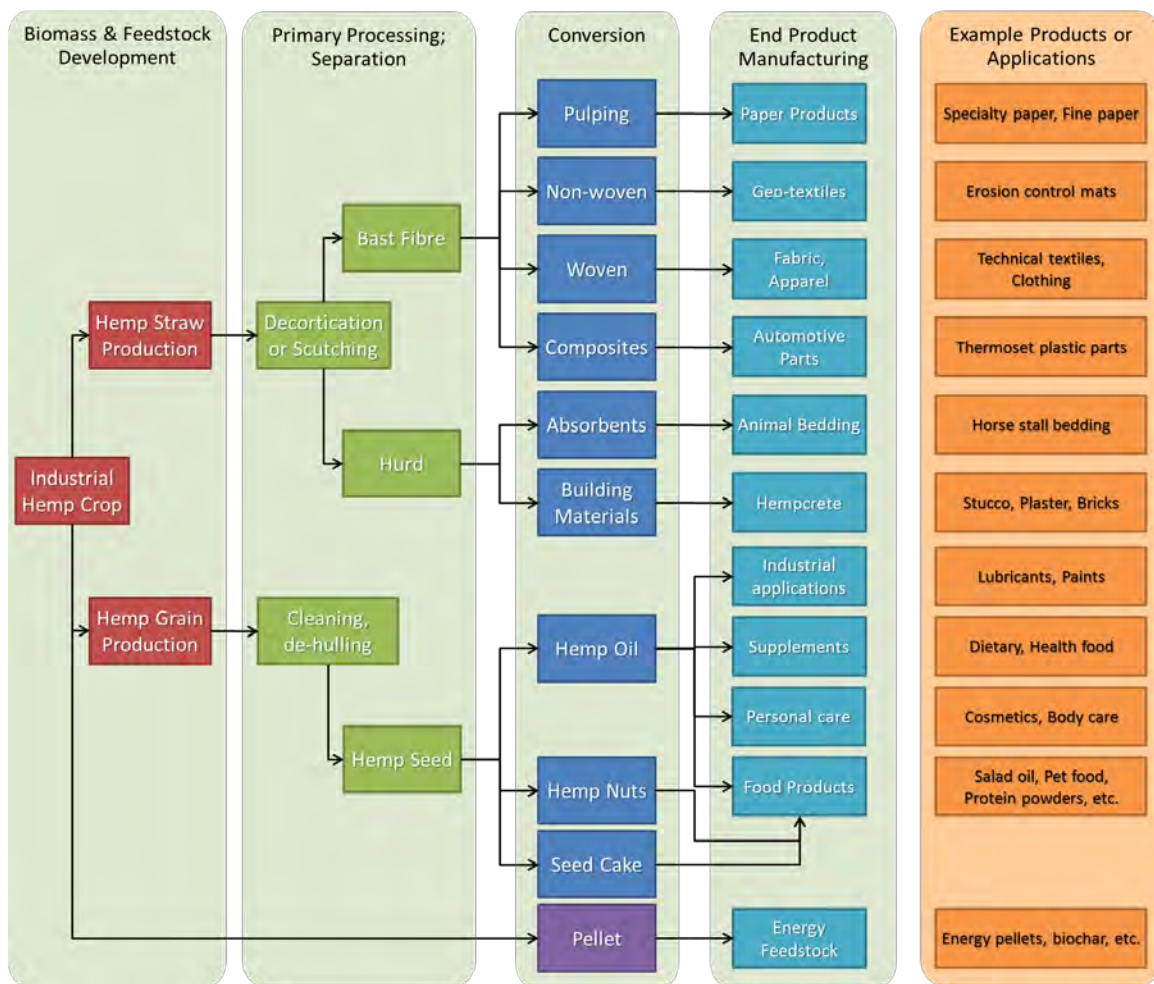 Biomass & Feedstock
Development
Primary Processing;
Separation
Conversion
End Product
Manufacturing
Example Products or
Applications
Industrial
Hemp Crop
Hemp Straw
Production
Hemp Grain
Production
Decortication
or Scutching
Bast Fibre
Hurd
Cleaning,
de-hulling
Hemp Seed
Pulping
Non-woven
Woven
Composites
Absorbents
Building
Materials
Hemp Oil
Hemp Nuts
Seed Cake
Pellet
Paper Products
Geo-textiles
Fabric,
Apparel
Automotive
Parts
Animal Bedding
Hempcrete
Industrial
applications
Supplements
Personal care
Food Products
Energy
Feedstock
Specialty paper, Fine paper
Erosion control mats
Technical textiles,
Clothing
Thermoset plastic parts
Horse stall bedding
Stucco, Plaster, Bricks
Lubricants, Paints
Dietary, Health food
Cosmetics, Body care
Salad oil, Pet food,
Protein powders, etc.
Energy pellets, biochar, etc.